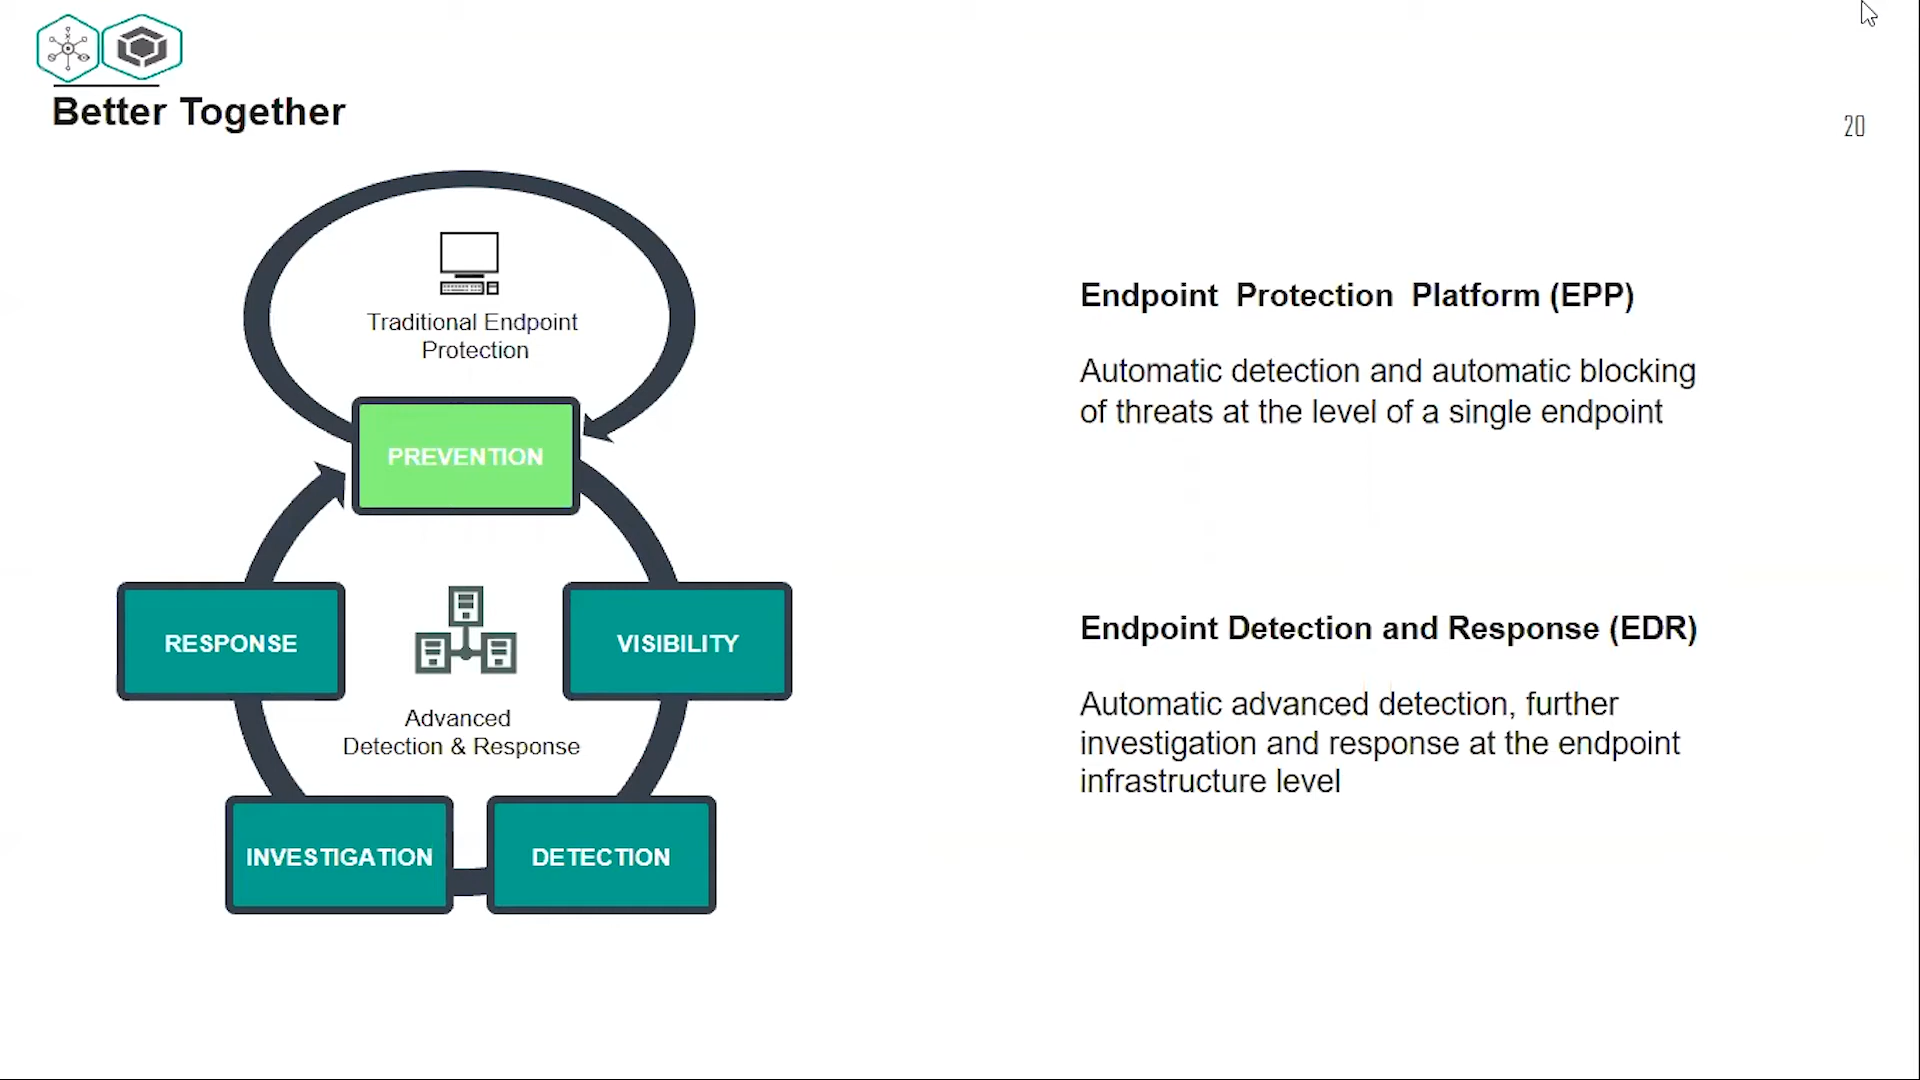 Better Together
20
Traditional Endpoint
Protection
PREVENTION
RESPONSE
VISIBILITY
Advanced
Detection & Response
INVESTIGATION
DETECTION
Endpoint Protection Platform (EPP)
Automatic detection and automatic blocking
of threats at the level of a single endpoint
Endpoint Detection and Response (EDR)
Automatic advanced detection, further
investigation and response at the endpoint
infrastructure level